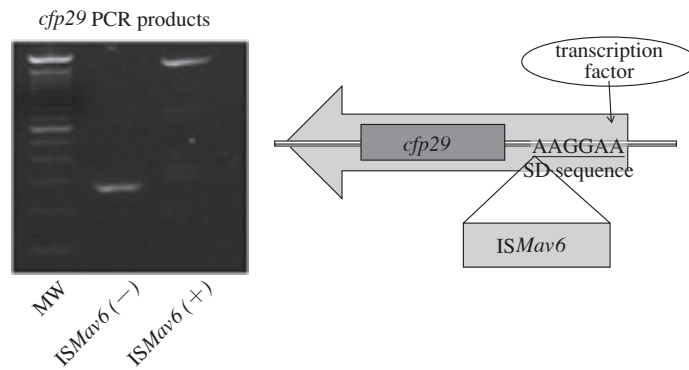 cfp29 PCR products
MW
ISMav6 (−)
ISMav6 (+)
transcription
factor
cfp29
AAGGAA
SD sequence
ISMav6